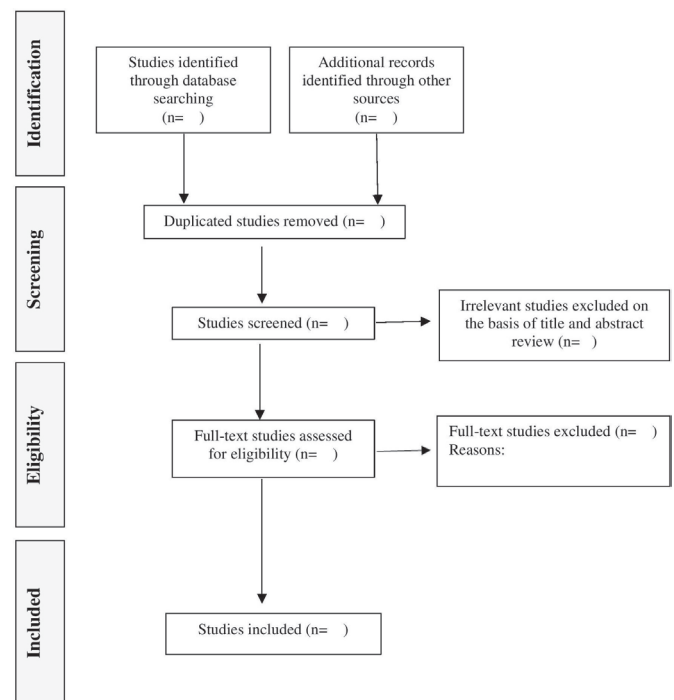 Identification
Studies identified
through database
searching
(n= )
Additional records
identified through other
sources
(n= )
Screening
Duplicated studies removed (n= )
Studies screened (n= )
Irrelevant studies excluded on
the basis of title and abstract
review (n= )
Eligibility
Full-text studies assessed
for eligibility (n= )
Full-text studies excluded (n= )
Reasons:
Included
Studies included (n= )